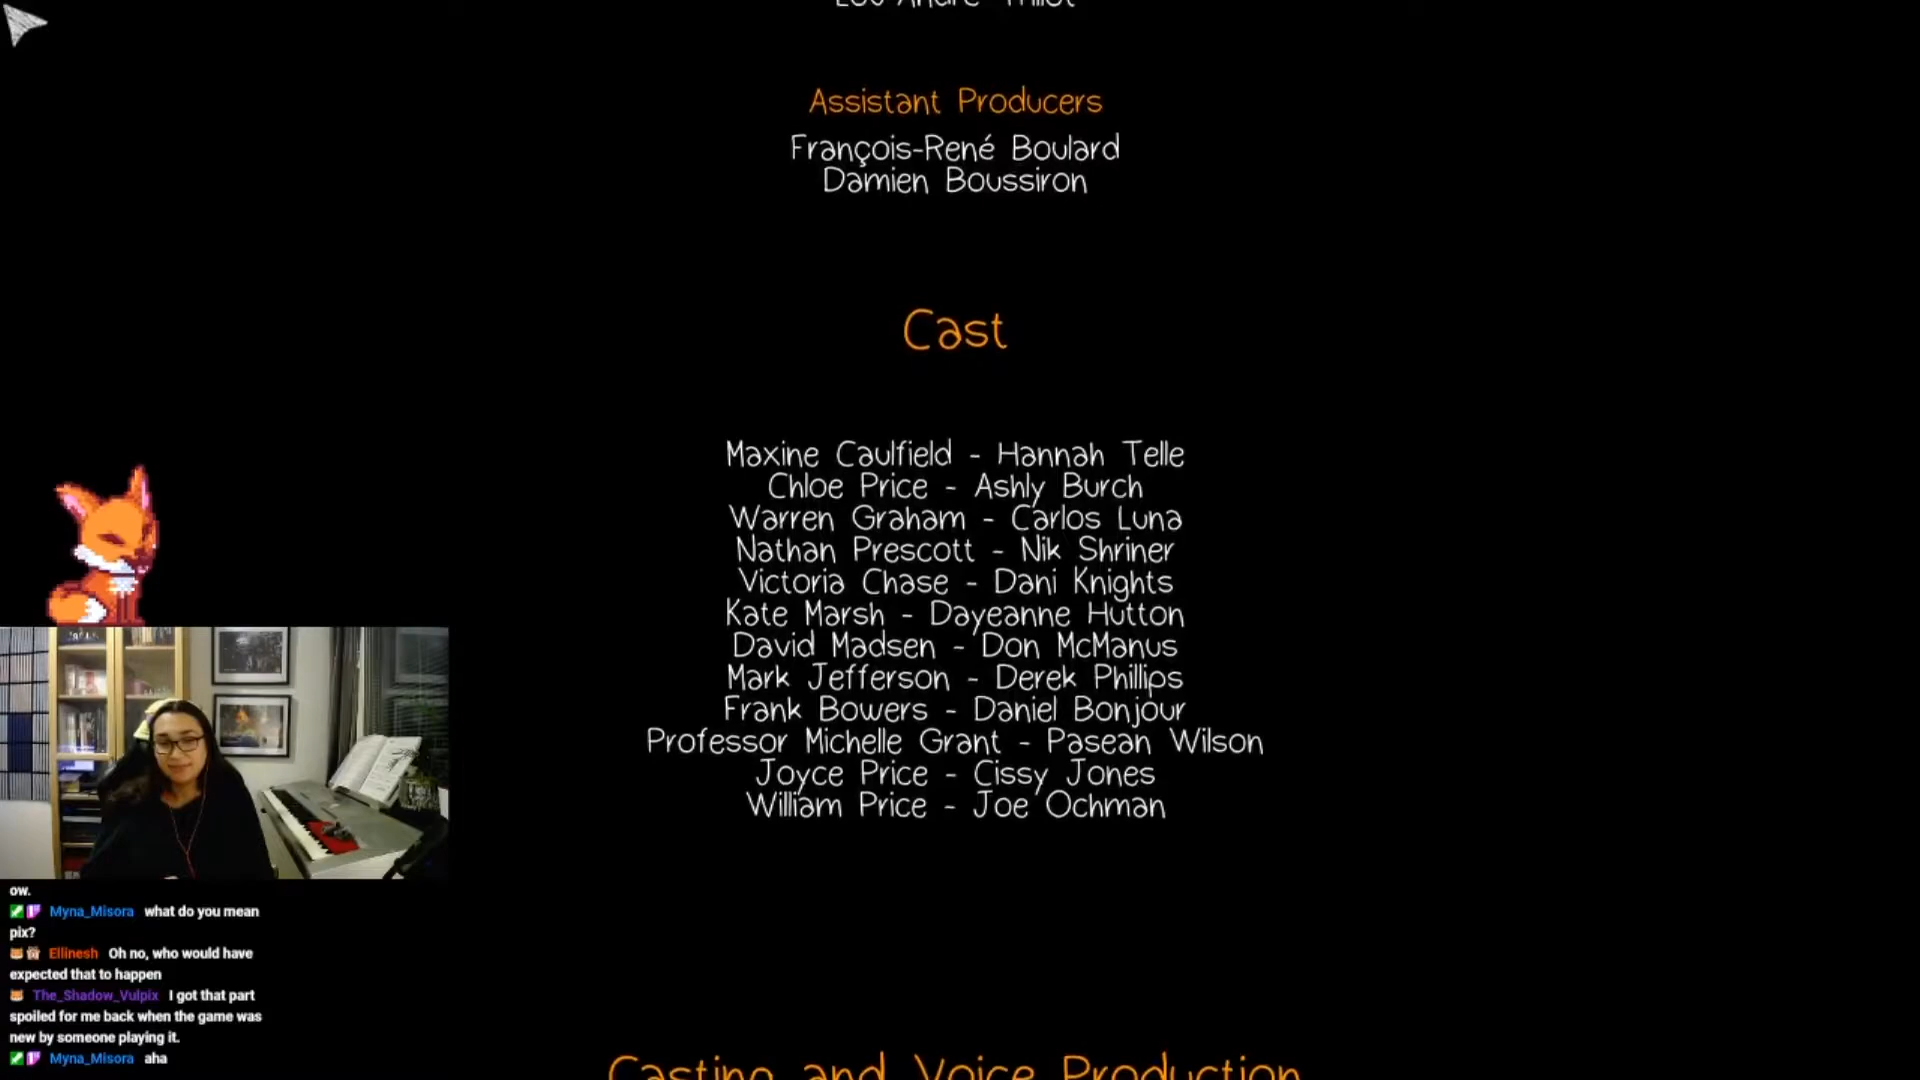 Assistant Producers
François-René Boulard
Damien Boussiron
Cast
Maxine Caulfield - Hannah Telle
Chloe Price - Ashly Burch
Warren Graham - Carlos Luna
Nathan Prescott - Nik Shriner
Victoria Chase - Dani Knights
Kate Marsh - Dayeanne Hutton
David Madsen - Don McManus
Mark Jefferson - Derek Phillips
Frank Bowers - Daniel Bonjour
Professor Michelle Grant - Pasean Wilson
Joyce Price - Cissy Jones
William Price - Joe Ochman
Casting and Voice Production
ow.
Myna_Misora what do you mean
pix?
Ellinesh Oh no, who would have
expected that to happen
The_Shadow_Vulpix I got that part
spoiled for me back when the game was
new by someone playing it.
Myna_Misora aha